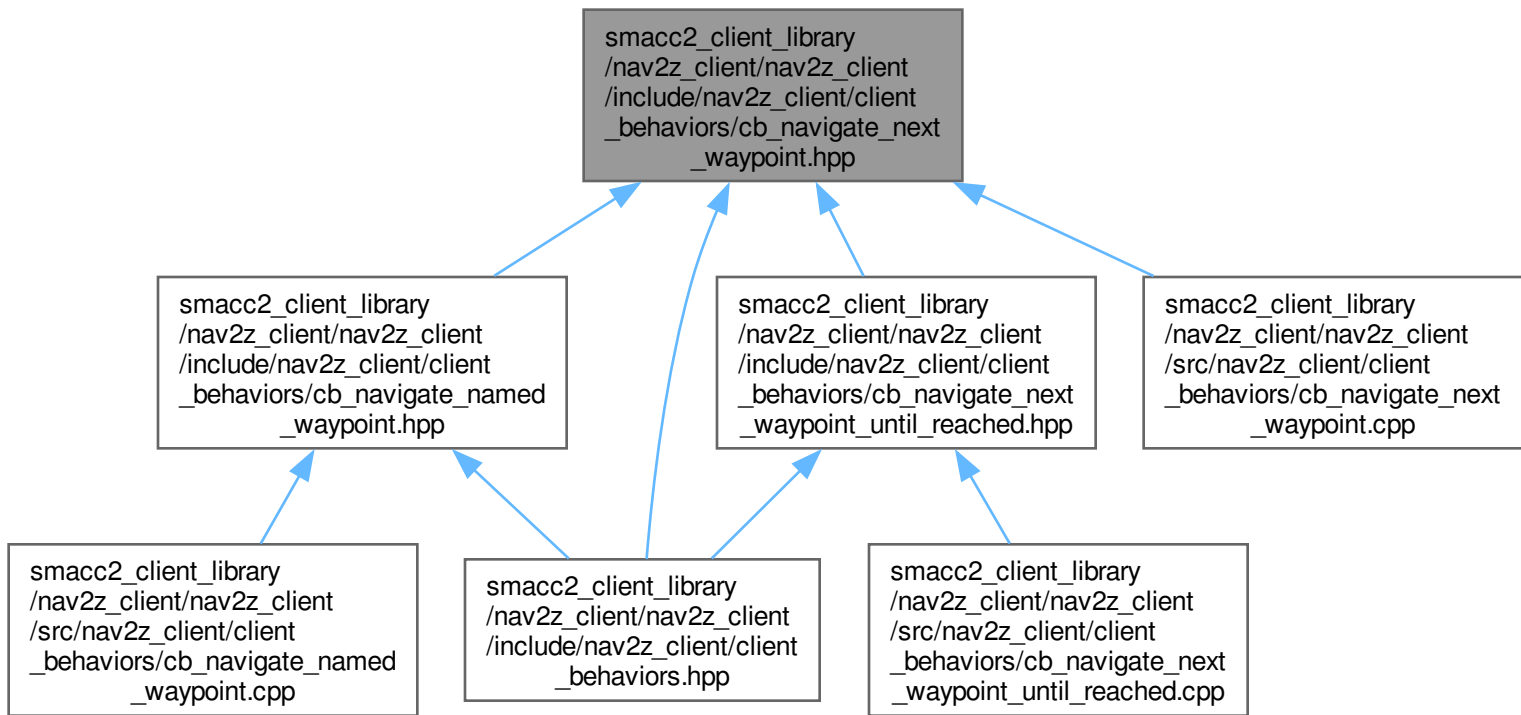 smacc2_client_library
/nav2z_client/nav2z_client
/include/nav2z_client/client
_behaviors/cb_navigate_next
_waypoint.hpp
smacc2_client_library
/nav2z_client/nav2z_client
/include/nav2z_client/client
_behaviors/cb_navigate_named
_waypoint.hpp
smacc2_client_library
/nav2z_client/nav2z_client
/include/nav2z_client/client
_behaviors/cb_navigate_next
_waypoint_until_reached.hpp
smacc2_client_library
/nav2z_client/nav2z_client
/src/nav2z_client/client
_behaviors/cb_navigate_next
_waypoint.cpp
smacc2_client_library
/nav2z_client/nav2z_client
/src/nav2z_client/client
_behaviors/cb_navigate_named
_waypoint.cpp
smacc2_client_library
/nav2z_client/nav2z_client
/include/nav2z_client/client
_behaviors.hpp
smacc2_client_library
/nav2z_client/nav2z_client
/src/nav2z_client/client
_behaviors/cb_navigate_next
_waypoint_until_reached.cpp